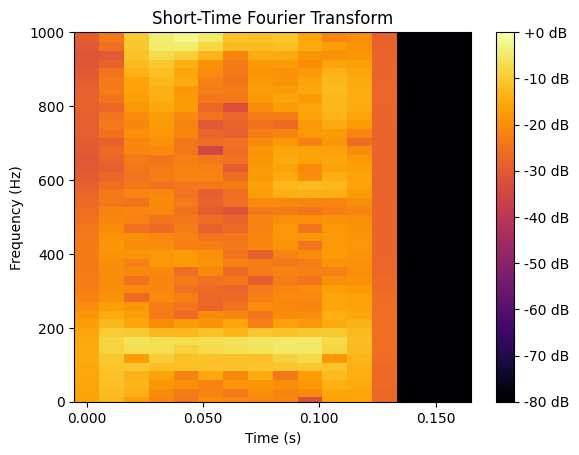 Short-Time Fourier Transform
Frequency (Hz)
1000
800
600
400
200
0
0.000
0.050
0.100
0.150
Time (s)
+0 dB
-10 dB
-20 dB
-30 dB
-40 dB
-50 dB
-60 dB
-70 dB
-80 dB